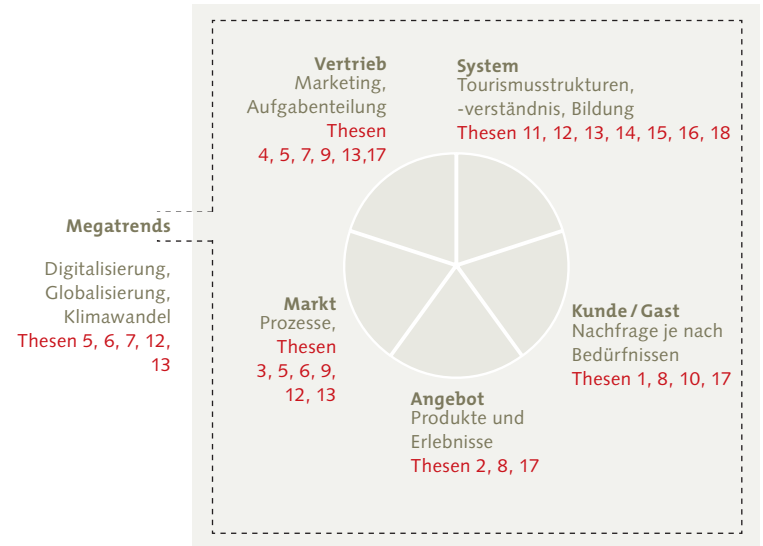 Vertrieb
Marketing,
Aufgabenteilung
Thesen
4, 5, 7, 9, 13,17
System
Tourismusstrukturen,
-verständnis, Bildung
Thesen 11, 12, 13, 14, 15, 16, 18
Megatrends
Digitalisierung,
Globalisierung,
Klimawandel
Thesen 5, 6, 7, 12,
13
Markt
Prozesse,
Thesen
3, 5, 6, 9,
12, 13
Kunde / Gast
Nachfrage je nach
Bedürfnissen
Thesen 1, 8, 10, 17
Angebot
Produkte und
Erlebnisse
Thesen 2, 8, 17